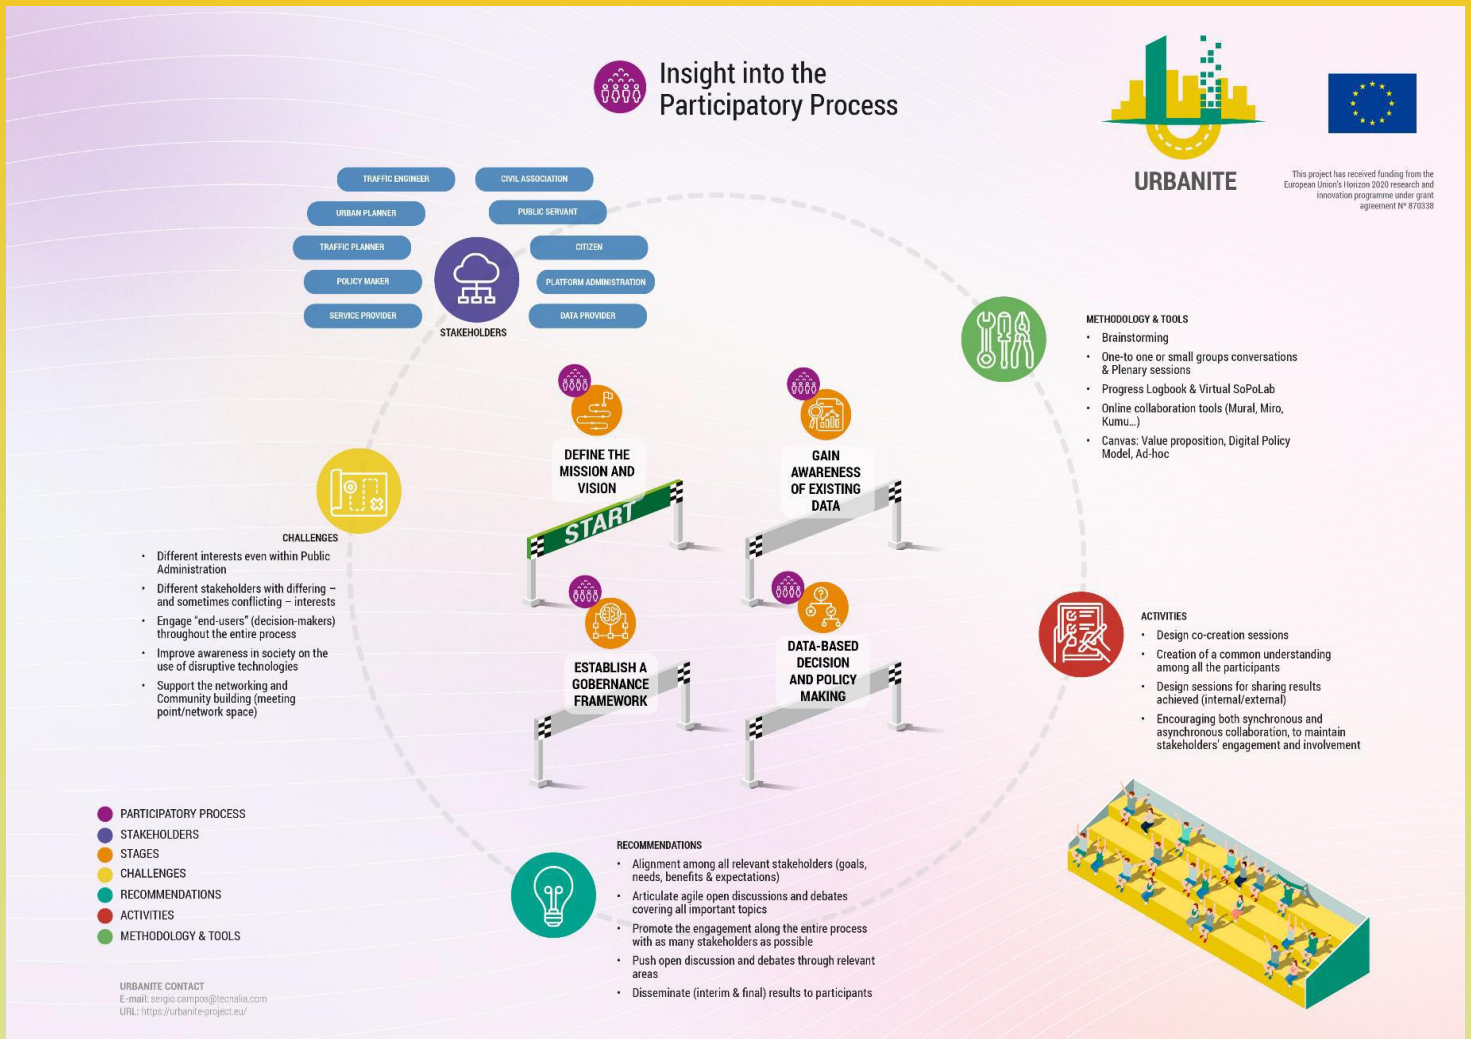 Insight into the
Participatory Process
URBANITE
This project has received funding from the
European Union's Horizon 2020 research and
innovation programme under grant
agreement Nº 870338
TRAFFIC ENGINEER
CIVIL ASSOCIATION
URBAN PLANNER
PUBLIC SERVANT
TRAFFIC PLANNER
CITIZEN
POLICY MAKER
PLATFORM ADMINISTRATION
SERVICE PROVIDER
DATA PROVIDER
STAKEHOLDERS
METHODOLOGY & TOOLS
• Brainstorming
• One-to one or small groups conversations
& Plenary sessions
• Progress Logbook & Virtual SoPoLab
• Online collaboration tools (Mural, Miro,
Kumu...)
• Canvas: Value proposition, Digital Policy
Model, Ad-hoc
DEFINE THE
MISSION AND
VISION
START
GAIN
AWARENESS
OF EXISTING
DATA
CHALLENGES
• Different interests even within Public
Administration
• Different stakeholders with differing –
and sometimes conflicting – interests
• Engage "end-users" (decision-makers)
throughout the entire process
• Improve awareness in society on the
use of disruptive technologies
• Support the networking and
Community building (meeting
point/network space)
ESTABLISH A
GOBERNANCE
FRAMEWORK
DATA-BASED
DECISION
AND POLICY
MAKING
ACTIVITIES
• Design co-creation sessions
• Creation of a common understanding
among all the participants
• Design sessions for sharing results
achieved (internal/external)
• Encouraging both synchronous and
asynchronous collaboration, to maintain
stakeholders' engagement and involvement
PARTICIPATORY PROCESS
STAKEHOLDERS
STAGES
CHALLENGES
RECOMMENDATIONS
ACTIVITIES
METHODOLOGY & TOOLS
RECOMMENDATIONS
• Alignment among all relevant stakeholders (goals,
needs, benefits & expectations)
• Articulate agile open discussions and debates
covering all important topics
• Promote the engagement along the entire process
with as many stakeholders as possible
• Push open discussion and debates through relevant
areas
• Disseminate (interim & final) results to participants
URBANITE CONTACT
E-mail: sergio.campos@tecnalia.com
URL: https://urbanite-project.eu/